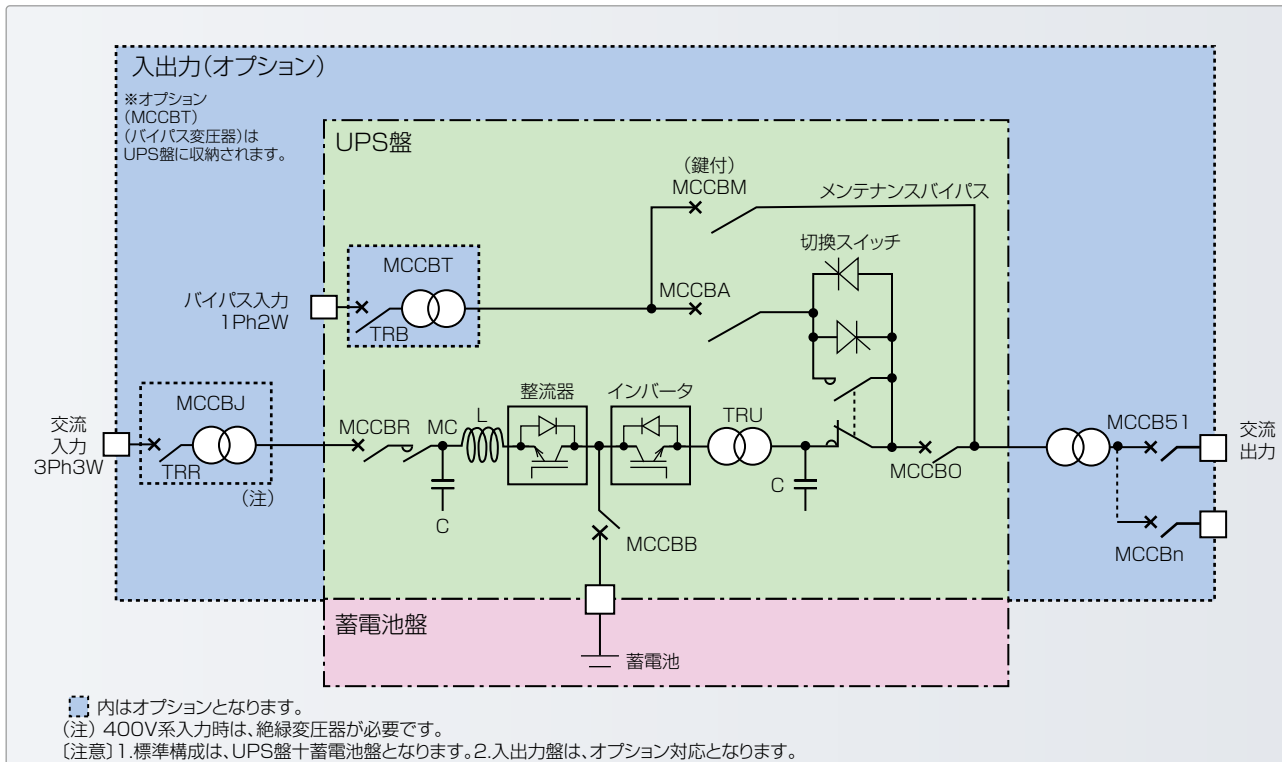 入出力(オプション)
※オプション
(MCCBT)
(バイパス変圧器)は
UPS盤に収納されます。
UPS盤
(鍵付)
MCCBM
メンテナンスバイパス
切換スイッチ
MCCBT
MCCBA
バイパス入力
1Ph2W
TRB
整流器
インバータ
MCCBJ
MCCBR
MC
L
TRU
MCCB51
交流
入力
3Ph3W
交流
出力
TRR
(注)
C
C
MCCBO
MCCBB
MCCBn
蓄電池盤
蓄電池
内はオプションとなります。
(注) 400V系入力時は、絶縁変圧器が必要です。
〔注意〕1.標準構成は、UPS盤十蓄電池盤となります。2.入出力盤は、オプション対応となります。